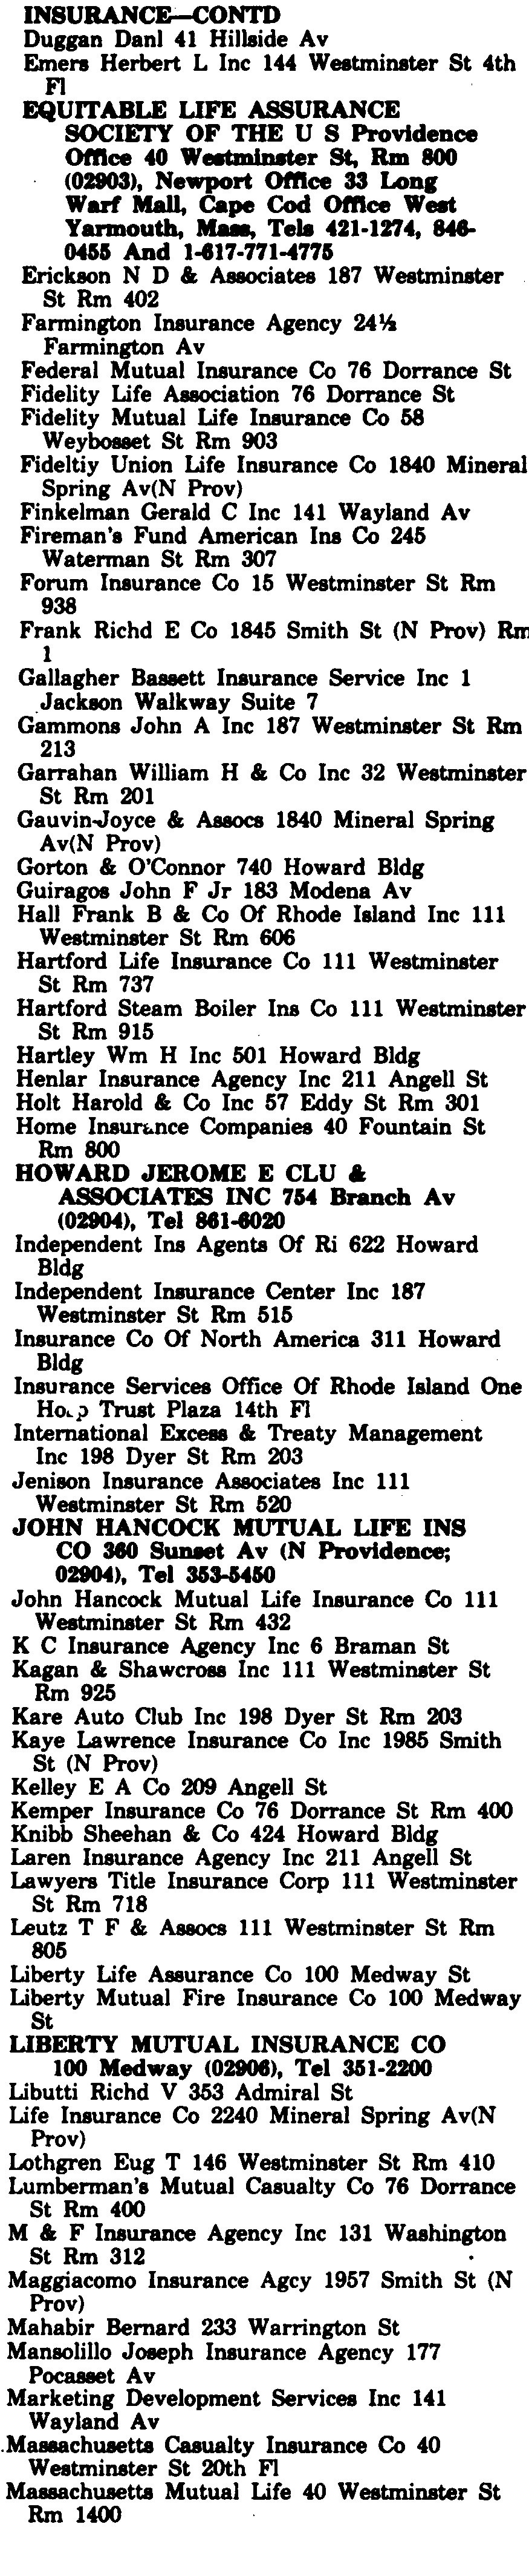 INSURANCE—CONTD
Duggan Danl 41 Hillside Av
Emers Herbert L Inc 144 Westminster St 4th
Fl
EQUITABLE LIFE ASSURANCE
SOCIETY OF THE U S Providence
Office 40 Westminster St, Rm 800
(02903), Newport Office 33 Long
Warf Mall, Cape Cod Office West
Yarmouth, Mass, Tels 421-1274, 846-
0455 And 1-617-771-4775
Erickson N D & Associates 187 Westminster
St Rm 402
Farmington Insurance Agency 24½
Farmington Av
Federal Mutual Insurance Co 76 Dorrance St
Fidelity Life Association 76 Dorrance St
Fidelity Mutual Life Insurance Co 58
Weybosset St Rm 903
Fideltiy Union Life Insurance Co 1840 Mineral
Spring Av(N Prov)
Finkelman Gerald C Inc 141 Wayland Av
Fireman's Fund American Ins Co 245
Waterman St Rm 307
Forum Insurance Co 15 Westminster St Rm
938
Frank Richd E Co 1845 Smith St (N Prov) Rm
1
Gallagher Bassett Insurance Service Inc 1
Jackson Walkway Suite 7
Gammons John A Inc 187 Westminster St Rm
213
Garrahan William H & Co Inc 32 Westminster
St Rm 201
Gauvin-Joyce & Assocs 1840 Mineral Spring
Av(N Prov)
Gorton & O'Connor 740 Howard Bldg
Guiragos John F Jr 183 Modena Av
Hall Frank B & Co Of Rhode Island Inc 111
Westminster St Rm 606
Hartford Life Insurance Co 111 Westminster
St Rm 737
Hartford Steam Boiler Ins Co 111 Westminster
St Rm 915
Hartley Wm H Inc 501 Howard Bldg
Henlar Insurance Agency Inc 211 Angell St
Holt Harold & Co Inc 57 Eddy St Rm 301
Home Insurance Companies 40 Fountain St
Rm 800
HOWARD JEROME E CLU &
ASSOCIATES INC 754 Branch Av
(02904), Tel 861-6020
Independent Ins Agents Of Ri 622 Howard
Bldg
Independent Insurance Center Inc 187
Westminster St Rm 515
Insurance Co Of North America 311 Howard
Bldg
Insurance Services Office Of Rhode Island One
Hosp Trust Plaza 14th Fl
International Excess & Treaty Management
Inc 198 Dyer St Rm 203
Jenison Insurance Associates Inc 111
Westminster St Rm 520
JOHN HANCOCK MUTUAL LIFE INS
CO 360 Sunset Av (N Providence;
02904), Tel 353-5450
John Hancock Mutual Life Insurance Co 111
Westminster St Rm 432
K C Insurance Agency Inc 6 Braman St
Kagan & Shawcross Inc 111 Westminster St
Rm 925
Kare Auto Club Inc 198 Dyer St Rm 203
Kaye Lawrence Insurance Co Inc 1985 Smith
St (N Prov)
Kelley E A Co 209 Angell St
Kemper Insurance Co 76 Dorrance St Rm 400
Knibb Sheehan & Co 424 Howard Bldg
Laren Insurance Agency Inc 211 Angell St
Lawyers Title Insurance Corp 111 Westminster
St Rm 718
Leutz T F & Assocs 111 Westminster St Rm
805
Liberty Life Assurance Co 100 Medway St
Liberty Mutual Fire Insurance Co 100 Medway
St
LIBERTY MUTUAL INSURANCE CO
100 Medway (02906), Tel 351-2200
Libutti Richd V 353 Admiral St
Life Insurance Co 2240 Mineral Spring Av(N
Prov)
Lothgren Eug T 146 Westminster St Rm 410
Lumberman's Mutual Casualty Co 76 Dorrance
St Rm 400
M & F Insurance Agency Inc 131 Washington
St Rm 312
Maggiacomo Insurance Agcy 1957 Smith St (N
Prov)
Mahabir Bernard 233 Warrington St
Mansolillo Joseph Insurance Agency 177
Pocasset Av
Marketing Development Services Inc 141
Wayland Av
Massachusetts Casualty Insurance Co 40
Westminster St 20th Fl
Massachusetts Mutual Life 40 Westminster St
Rm 1400